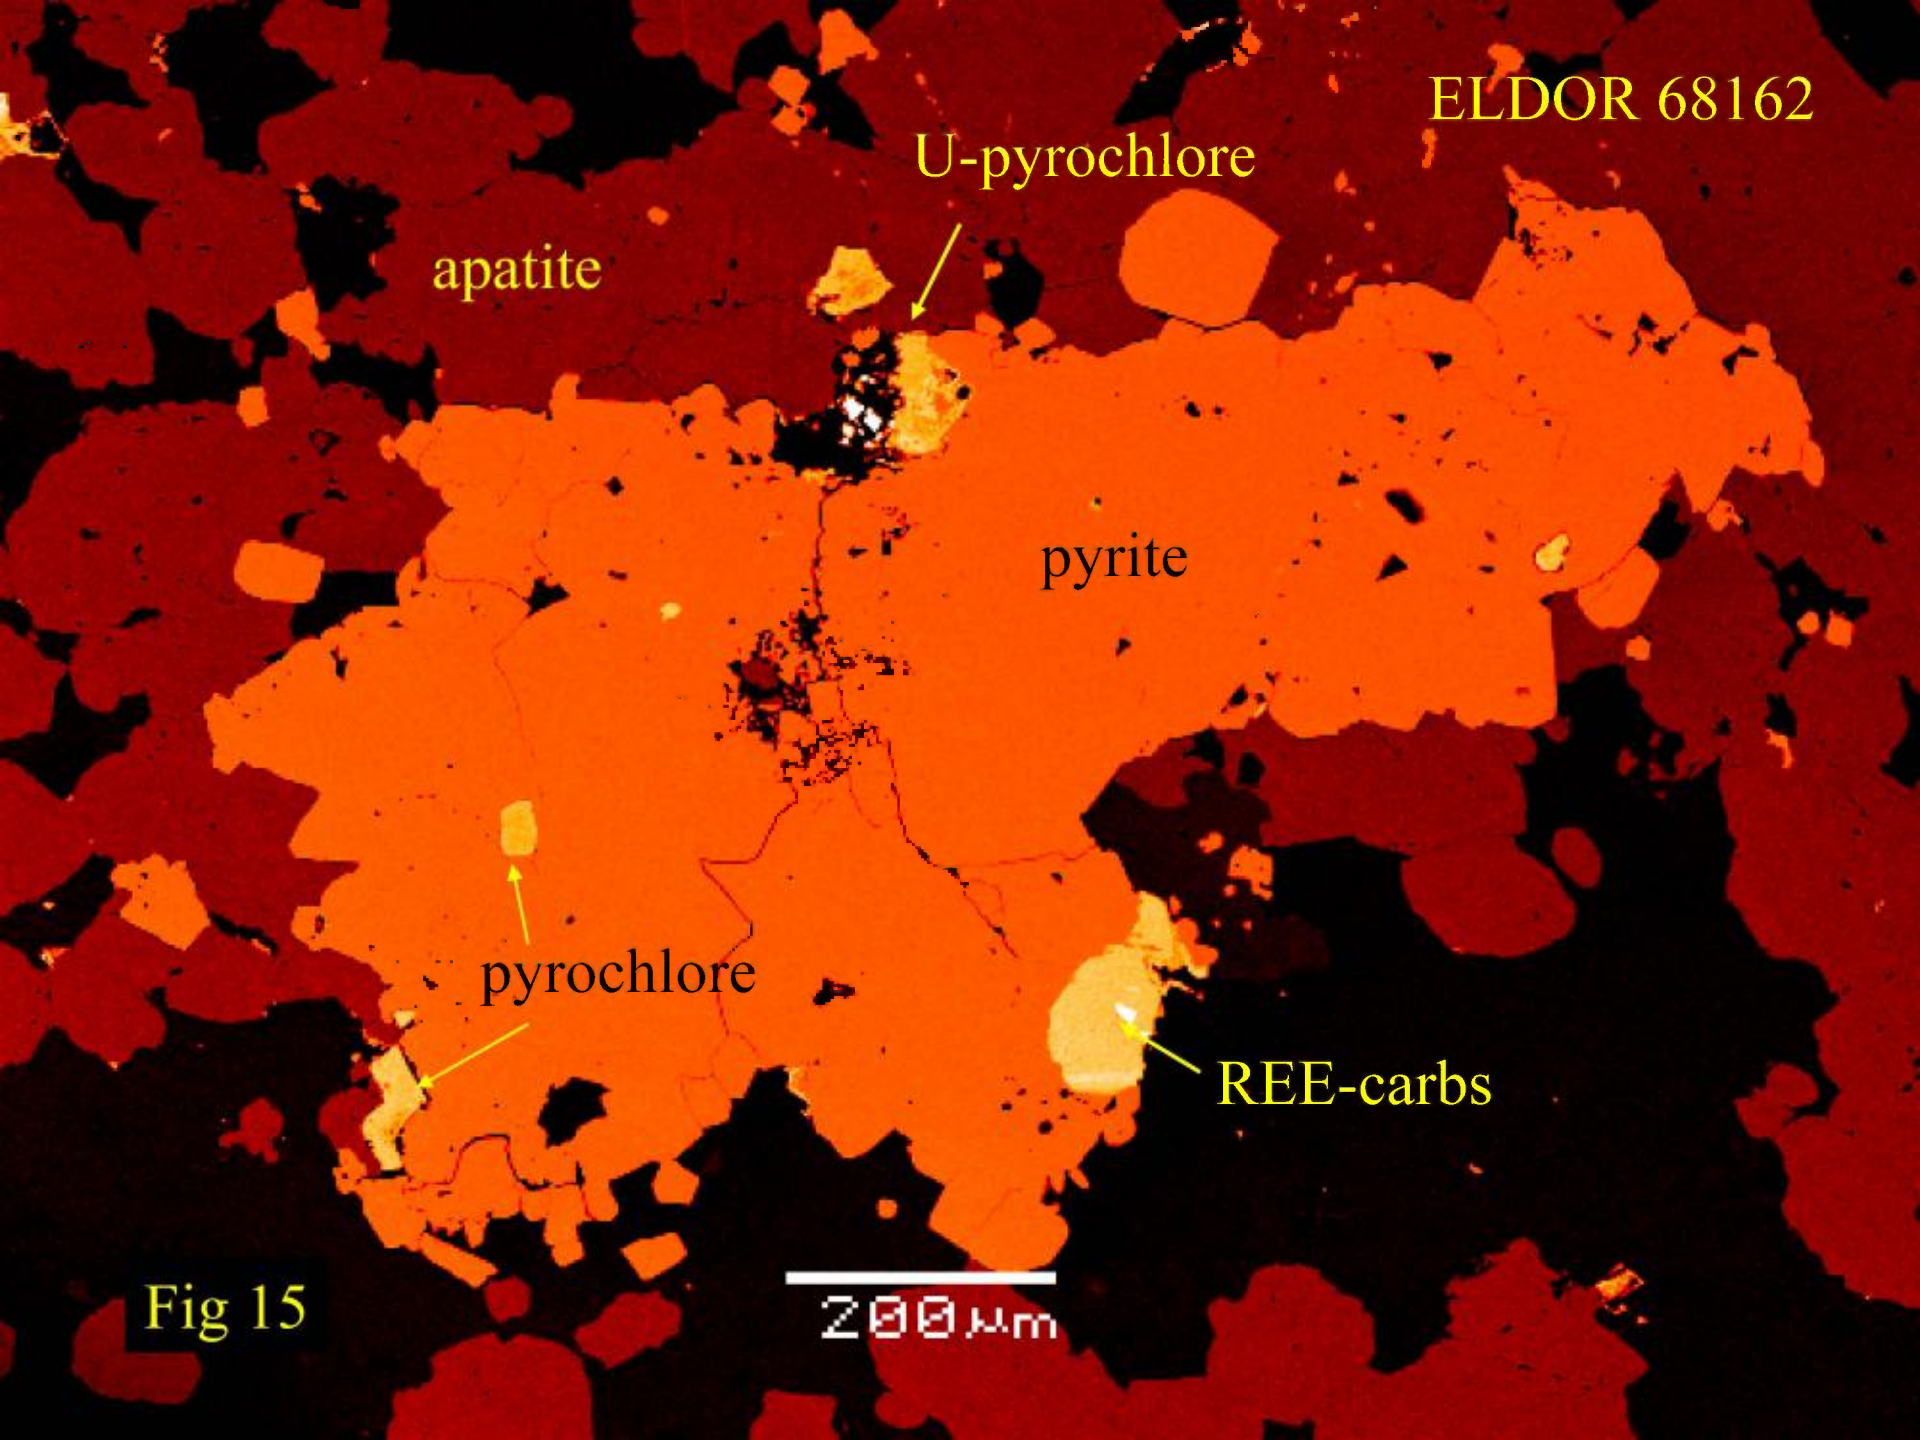 ELDOR 68162
U-pyrochlore
apatite
pyrite
pyrochlore
REE-carbs
Fig 15
200µm